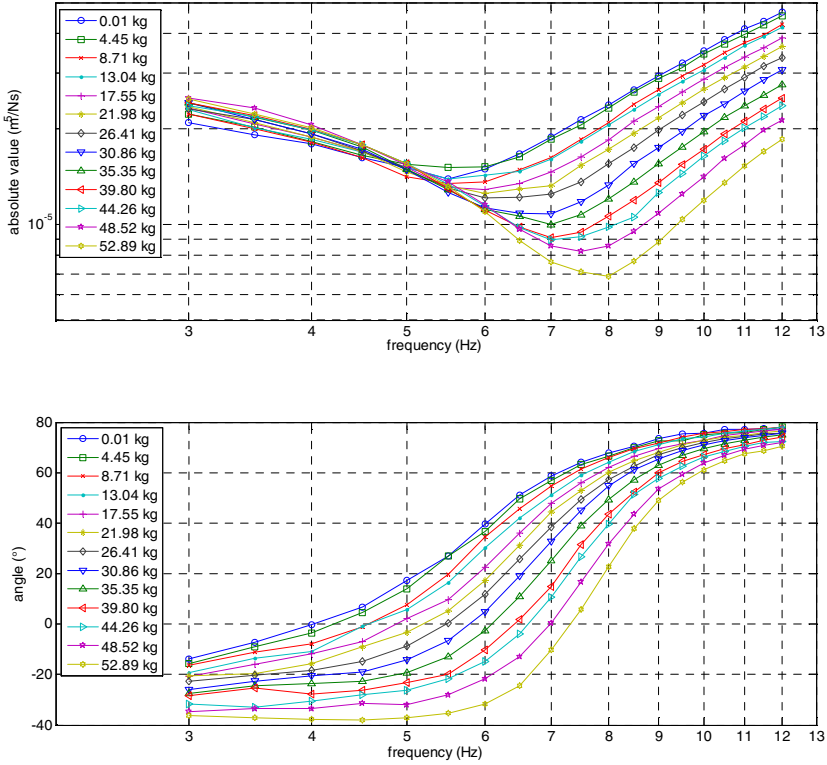 0.01 kg
4.45 kg
8.71 kg
13.04 kg
17.55 kg
21.98 kg
26.41 kg
30.86 kg
35.35 kg
39.80 kg
44.26 kg
48.52 kg
52.89 kg
absolute value (m⁵/Ns)
10⁻⁵
3 4 5 6 7 8 9 10 11 12 13
frequency (Hz)
0.01 kg
4.45 kg
8.71 kg
13.04 kg
17.55 kg
21.98 kg
26.41 kg
30.86 kg
35.35 kg
39.80 kg
44.26 kg
48.52 kg
52.89 kg
angle (°)
80
60
40
20
0
-20
-40
3 4 5 6 7 8 9 10 11 12 13
frequency (Hz)